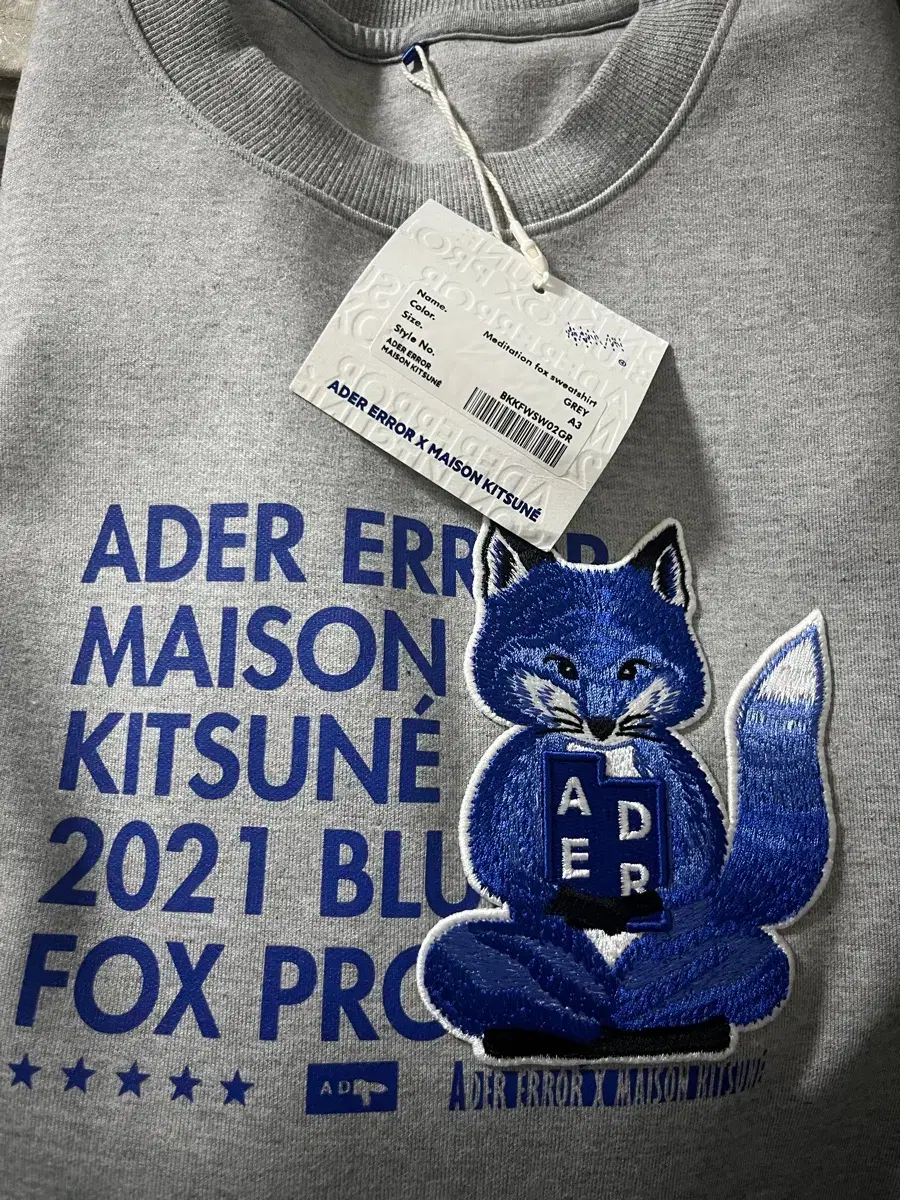 Name.
Color.
Size.
Style No.
ADER ERROR
MAISON KITSUNÉ
Meditation fox sweatshirt
GREY
A3
BKKFWSW02GR
ADER ERROR X MAISON KITSUNÉ
ADER ERR R
MAISON
KITSUNÉ
2021 BLU
FOX PRO
A D
E R
AD
ADER ERROR X MAISON KITSUNÉ